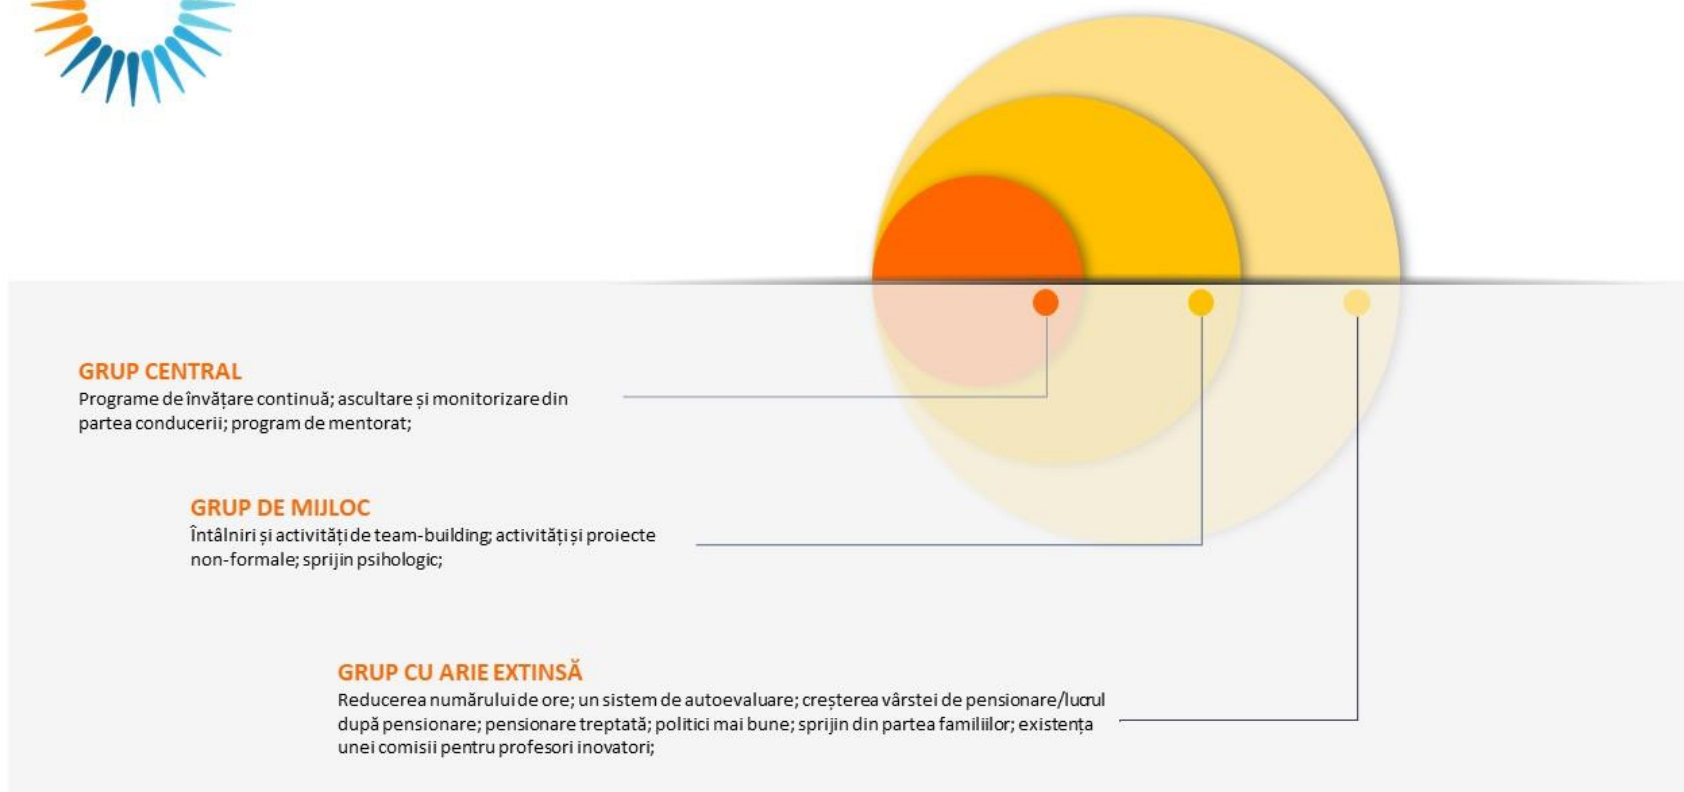 GRUP CENTRAL
Programe de învățare continuă; ascultare și monitorizare din
partea conducerii; program de mentorat;
GRUP DE MIJLOC
Întâlniri și activități de team-building; activități și proiecte
non-formale; sprijin psihologic;
GRUP CU ARIE EXTINSĂ
Reducerea numărului de ore; un sistem de autoevaluare; creșterea vârstei de pensionare/lucrul
după pensionare; pensionare treptată; politici mai bune; sprijin din partea familiilor; existența
unei comisii pentru profesori inovatori;